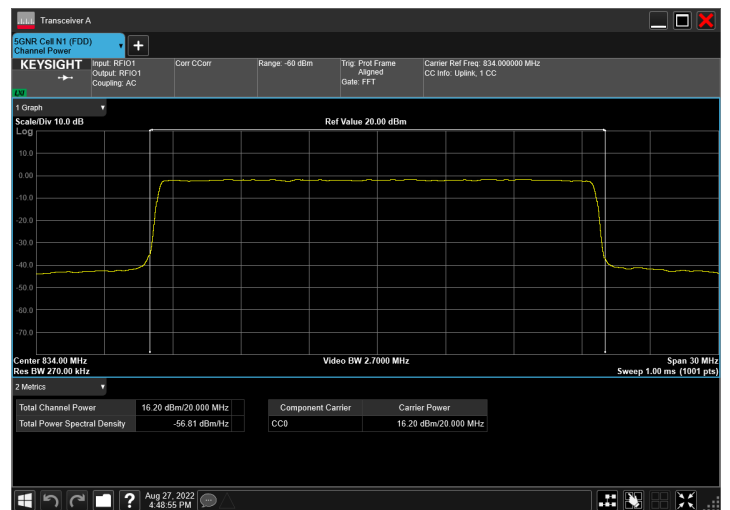 Transceiver A
5GNR Cell N1 (FDD)
Channel Power
KEYSIGHT
LXI
Input: RFIO1
Output: RFIO1
Coupling: AC
Corr CCorr
Range: -60 dBm
Trig: Prot Frame
Aligned
Gate: FFT
Carrier Ref Freq: 834.000000 MHz
CC Info: Uplink, 1 CC
1 Graph
Scale/Div 10.0 dB
Ref Value 20.00 dBm
Log
10.0
0.00
-10.0
-20.0
-30.0
-40.0
-50.0
-60.0
-70.0
Center 834.00 MHz
Video BW 2.7000 MHz
Span 30 MHz
Res BW 270.00 kHz
Sweep 1.00 ms (1001 pts)
2 Metrics
Total Channel Power 16.20 dBm/20.000 MHz
Total Power Spectral Density -56.81 dBm/Hz
Component Carrier Carrier Power
CC0 16.20 dBm/20.000 MHz
?
Aug 27, 2022
4:48:55 PM